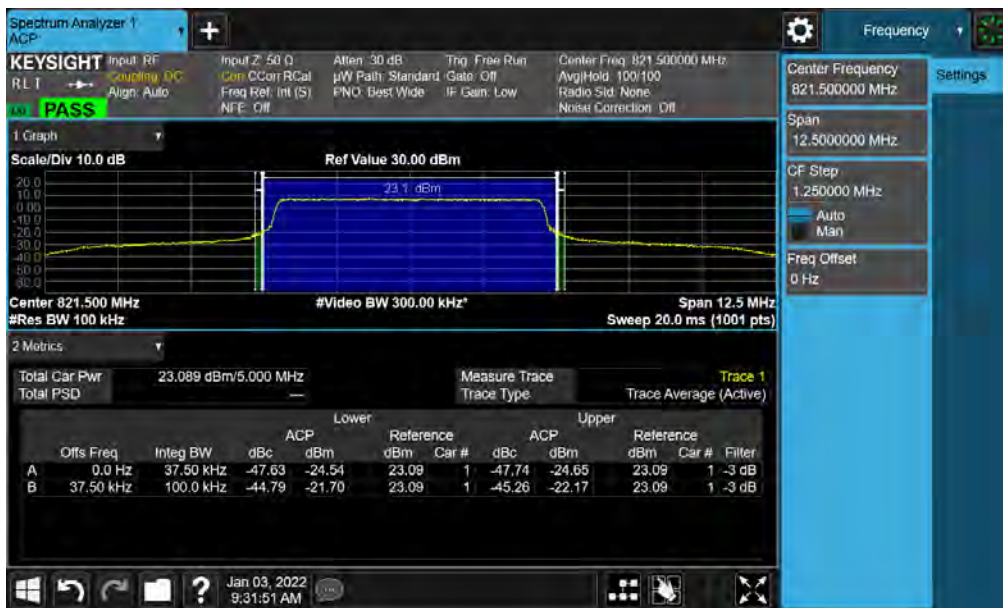 Spectrum Analyzer 1
ACP
+
Frequency
KEYSIGHT Input: RF Input Z: 50 Ω Atten: 30 dB Trig: Free Run Center Freq: 821.500000 MHz
RLT Coupling: DC Corr CCorr RCal µW Path: Standard Gate: Off Avg|Hold: 100/100
Align: Auto Freq Ref: Int (S) PNO: Best Wide IF Gain: Low Radio Std: None
PASS NFE: Off Noise Correction: Off
1 Graph
Scale/Div 10.0 dB Ref Value 30.00 dBm
23.1 dBm
20.0
10.0
0.00
-10.0
-20.0
-30.0
-40.0
-50.0
-60.0
Center 821.500 MHz #Video BW 300.00 kHz* Span 12.5 MHz
#Res BW 100 kHz Sweep 20.0 ms (1001 pts)
2 Metrics
Total Car Pwr 23.089 dBm/5.000 MHz Measure Trace Trace 1
Total PSD --- Trace Type Trace Average (Active)
Lower Upper
ACP Reference ACP Reference
Offs Freq Integ BW dBc dBm dBm Car # dBc dBm dBm Car # Filter
A 0.0 Hz 37.50 kHz -47.63 -24.54 23.09 1 -47.74 -24.65 23.09 1 -3 dB
B 37.50 kHz 100.0 kHz -44.79 -21.70 23.09 1 -45.26 -22.17 23.09 1 -3 dB
Center Frequency
821.500000 MHz
Settings
Span
12.5000000 MHz
CF Step
1.250000 MHz
Auto
Man
Freq Offset
0 Hz
? Jan 03, 2022
9:31:51 AM